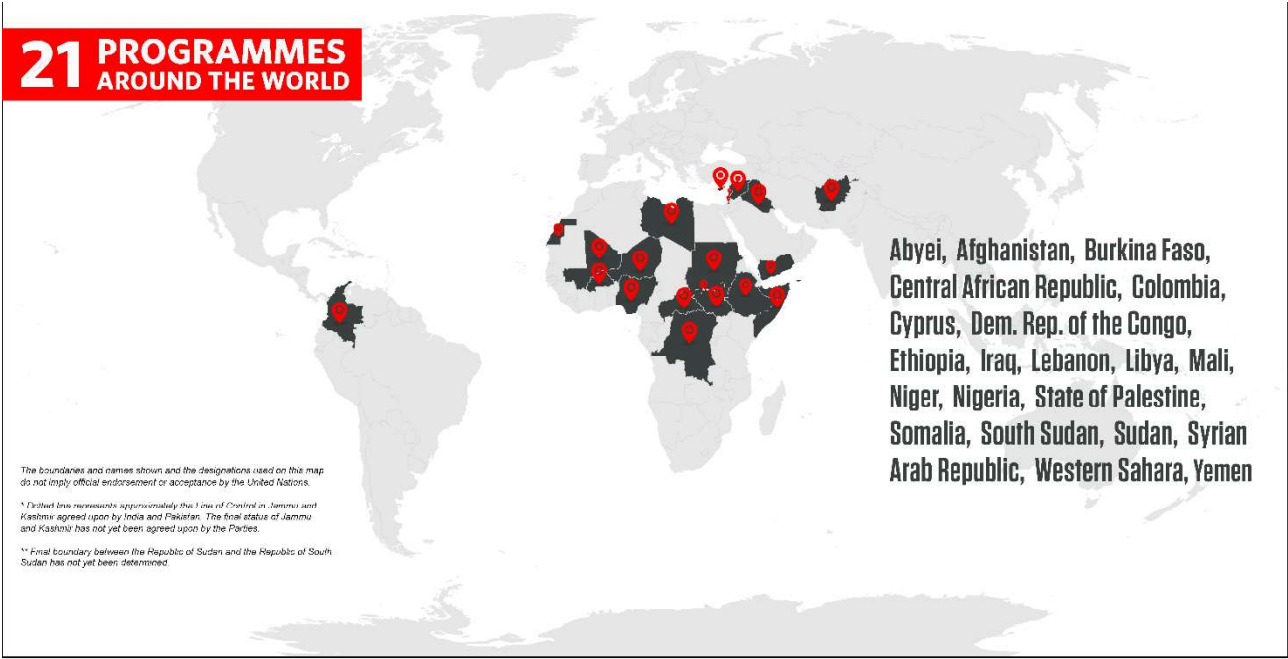 21 PROGRAMMES
AROUND THE WORLD
Abyei, Afghanistan, Burkina Faso,
Central African Republic, Colombia,
Cyprus, Dem. Rep. of the Congo,
Ethiopia, Iraq, Lebanon, Libya, Mali,
Niger, Nigeria, State of Palestine,
Somalia, South Sudan, Sudan, Syrian
Arab Republic, Western Sahara, Yemen
The boundaries and names shown and the designations used on this map
do not imply official endorsement or acceptance by the United Nations.
* Dotted line represents approximately the Line of Control in Jammu and
Kashmir agreed upon by India and Pakistan. The final status of Jammu
and Kashmir has not yet been agreed upon by the Parties.
** Final boundary between the Republic of Sudan and the Republic of South
Sudan has not yet been determined.